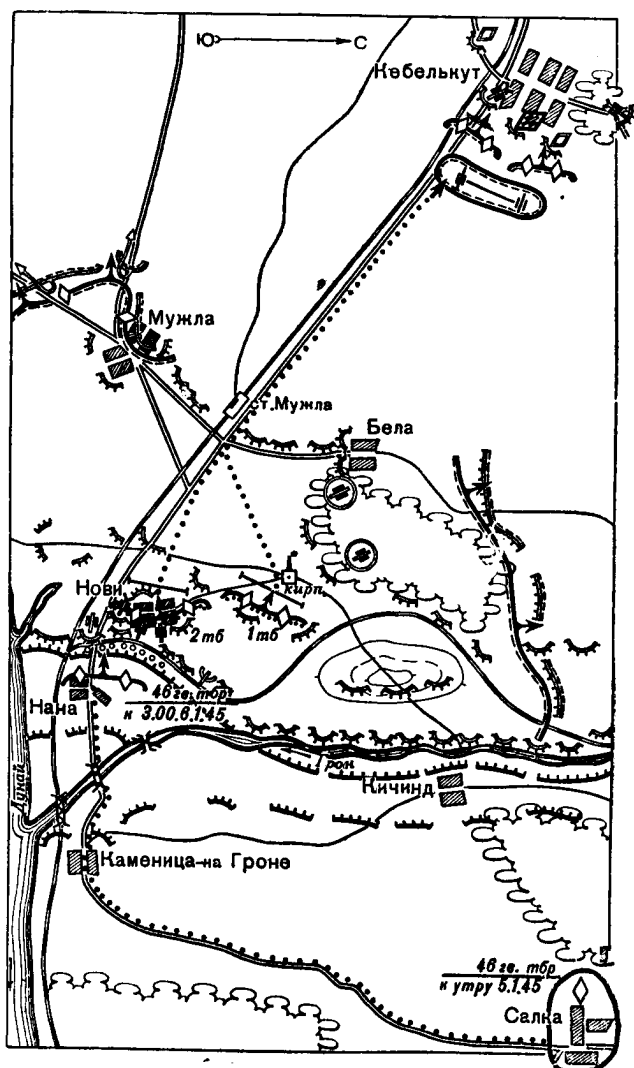 Ю С
Кебелькут
Мужла
ст. Мужла
Бела
Нови
кирп.
2 тб
1 тб
46 гв. тбр
к 3.00.6.1.45
Нана
Дунай
Грон
Кичинд
Каменица-на Гроне
46 гв. тбр
к утру 5.1.45
Салка